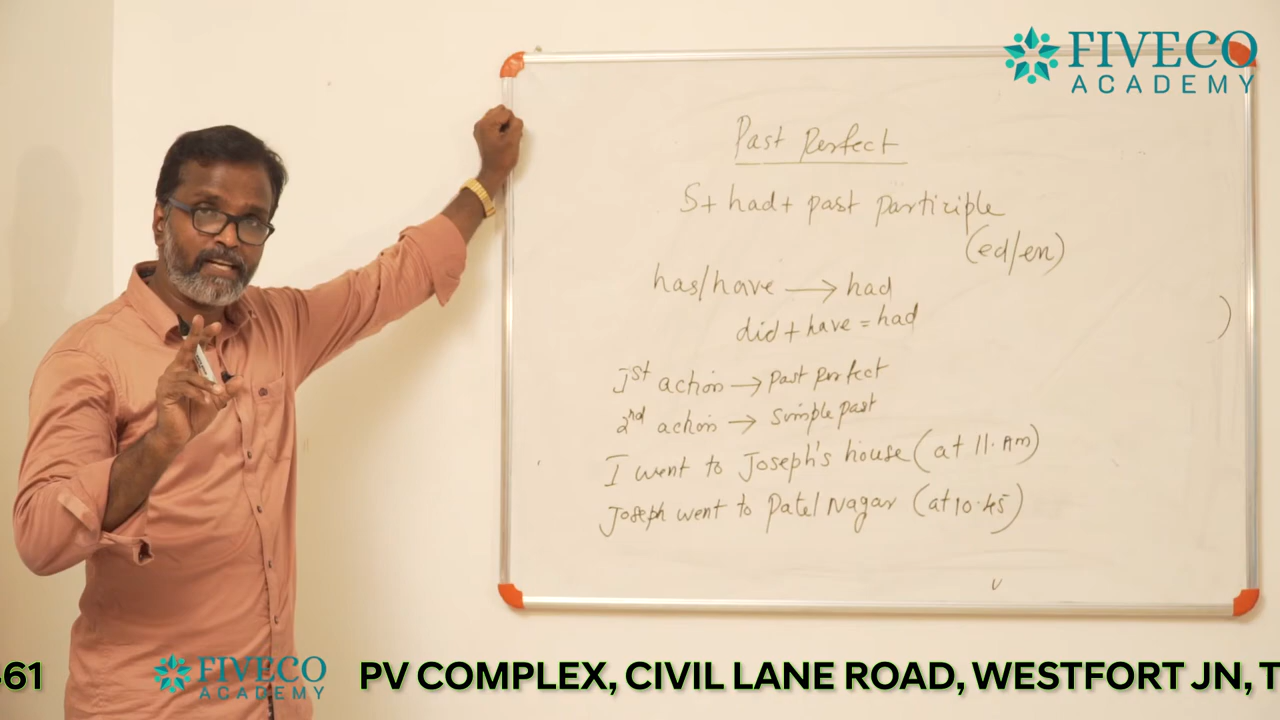 FIVECO
ACADEMY
Past Perfect
S+ had + past participle
(ed/en)
has/have → had
did + have = had
)
1st action → Past Perfect
2nd action → Simple past
I went to Joseph's house (at 11. AM)
Joseph went to Patel Nagar (at 10.45)
61
FIVECO
ACADEMY
PV COMPLEX, CIVIL LANE ROAD, WESTFORT JN, T